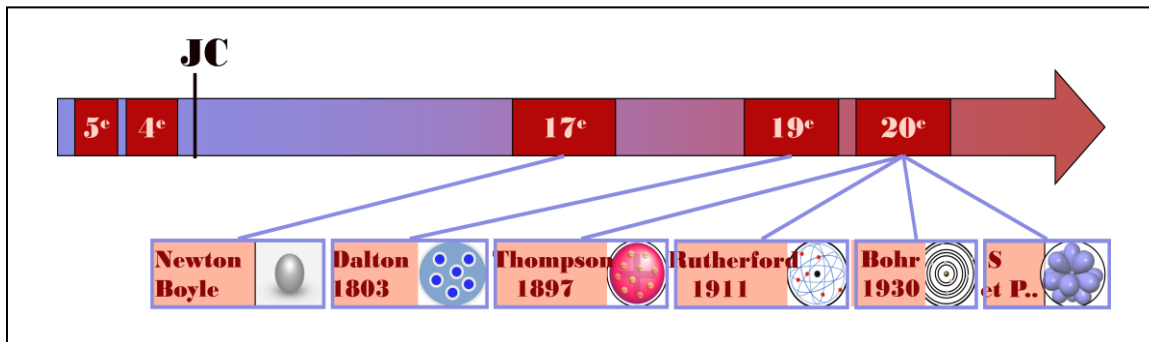 JC
5e 4e 17e 19e 20e
Newton
Boyle
Dalton
1803
Thompson
1897
Rutherford
1911
Bohr
1930
S
et P..